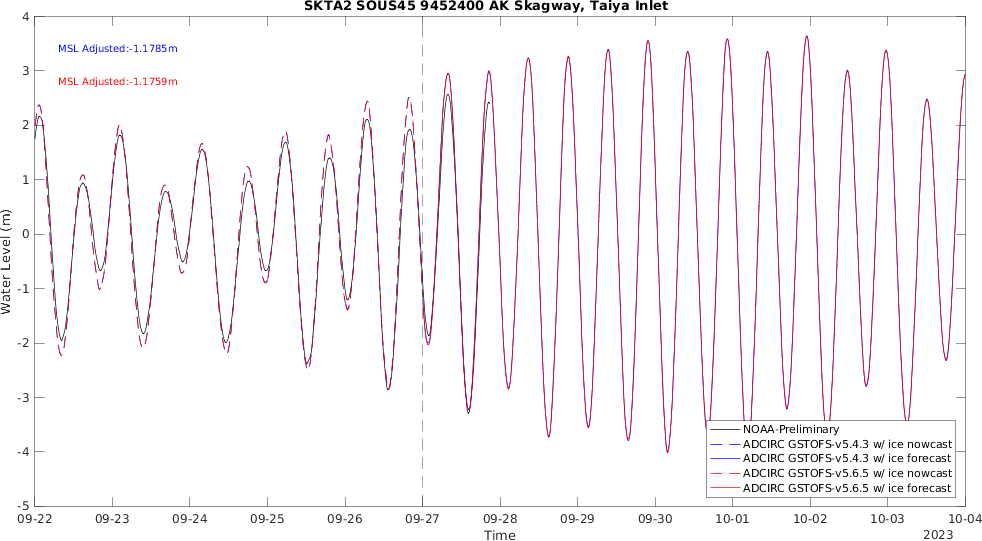 SKTA2 SOUS45 9452400 AK Skagway, Taiya Inlet
MSL Adjusted:-1.1785m
MSL Adjusted:-1.1759m
Water Level (m)
4
3
2
1
0
-1
-2
-3
-4
-5
NOAA-Preliminary
ADCIRC GSTOFS-v5.4.3 w/ ice nowcast
ADCIRC GSTOFS-v5.4.3 w/ ice forecast
ADCIRC GSTOFS-v5.6.5 w/ ice nowcast
ADCIRC GSTOFS-v5.6.5 w/ ice forecast
09-22 09-23 09-24 09-25 09-26 09-27 09-28 09-29 09-30 10-01 10-02 10-03 10-04
Time
2023